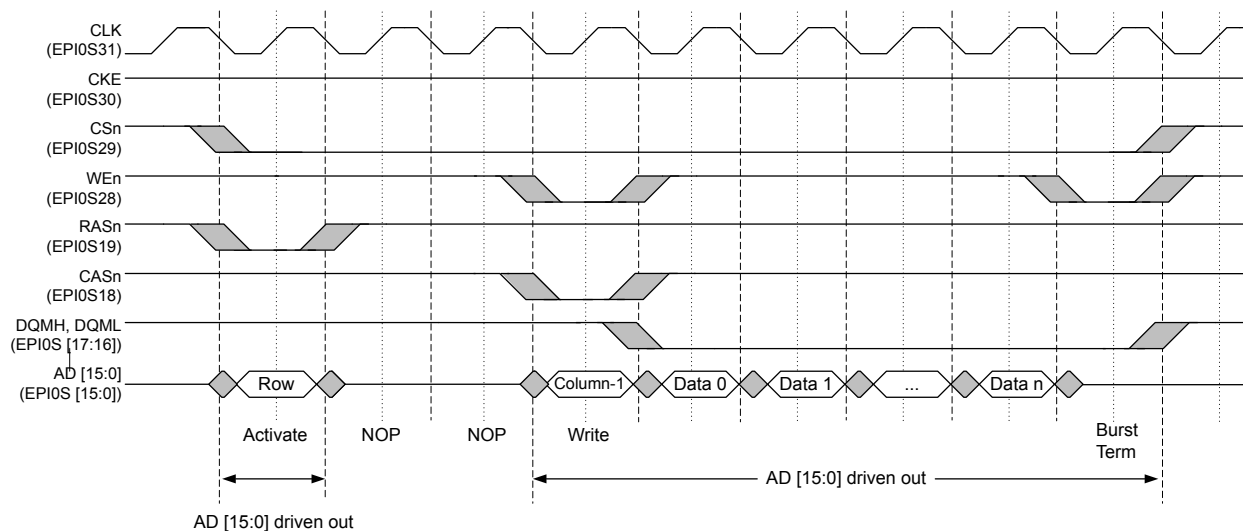 CLK
(EPI0S31)
CKE
(EPI0S30)
CSn
(EPI0S29)
WEn
(EPI0S28)
RASn
(EPI0S19)
CASn
(EPI0S18)
DQMH, DQML
(EPI0S [17:16])
AD [15:0]
(EPI0S [15:0])
Row
Column-1
Data 0
Data 1
...
Data n
Activate
NOP
NOP
Write
Burst
Term
AD [15:0] driven out
AD [15:0] driven out